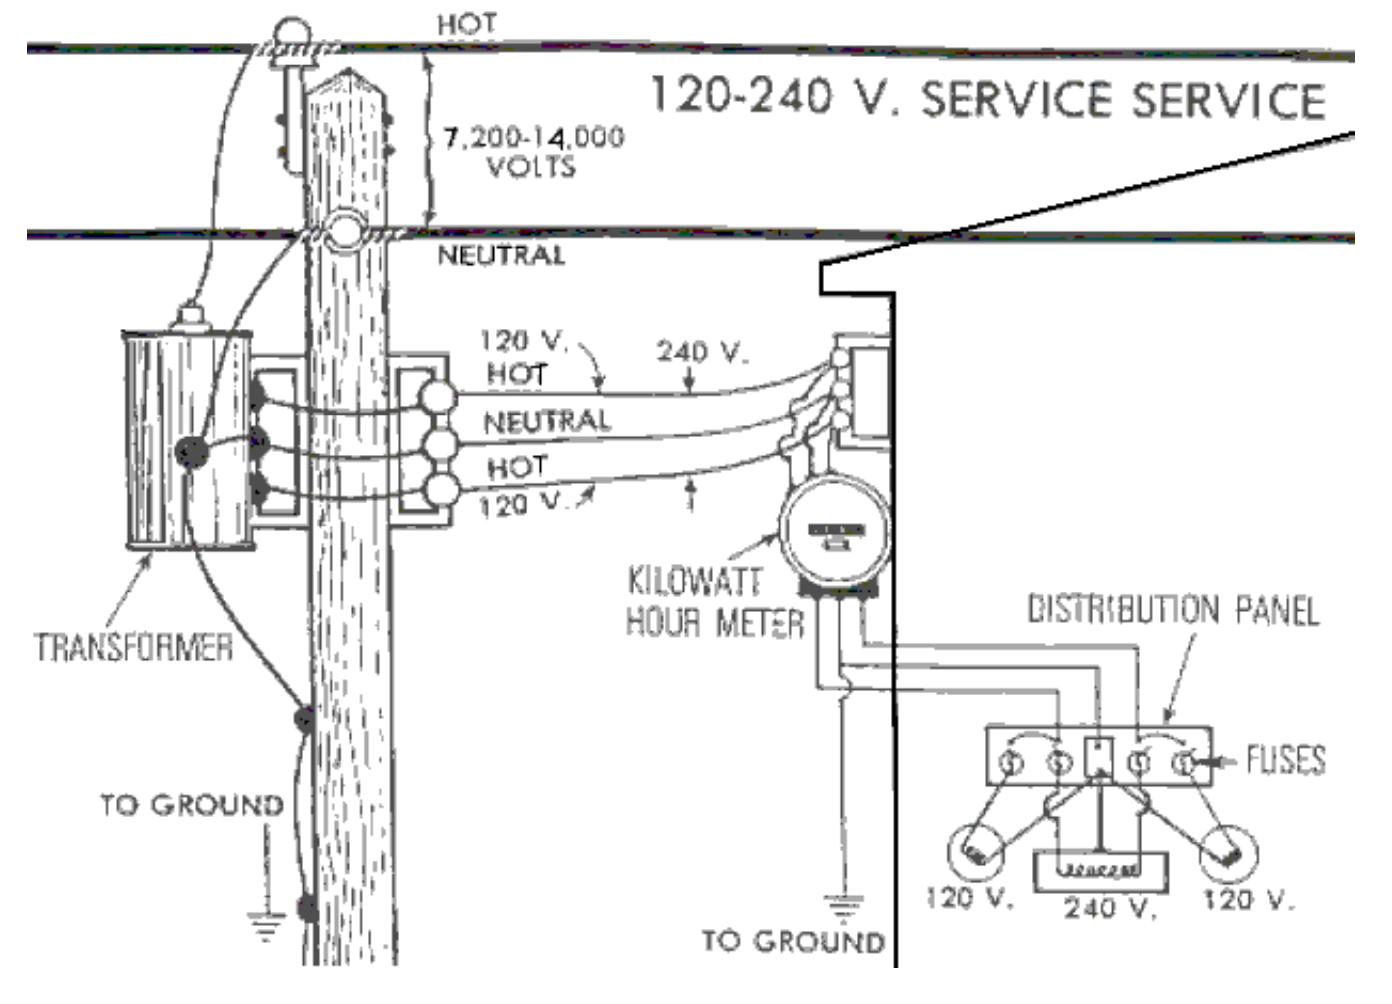 HOT
120-240 V. SERVICE SERVICE
7,200-14,000
VOLTS
NEUTRAL
120 V.
240 V.
HOT
NEUTRAL
HOT
120 V.
KILOWATT
HOUR METER
DISTRIBUTION PANEL
TRANSFORMER
FUSES
TO GROUND
120 V.
240 V.
120 V.
TO GROUND